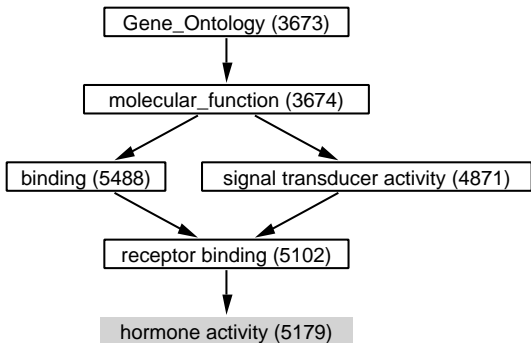 Gene_Ontology (3673)
molecular_function (3674)
binding (5488)
signal transducer activity (4871)
receptor binding (5102)
hormone activity (5179)